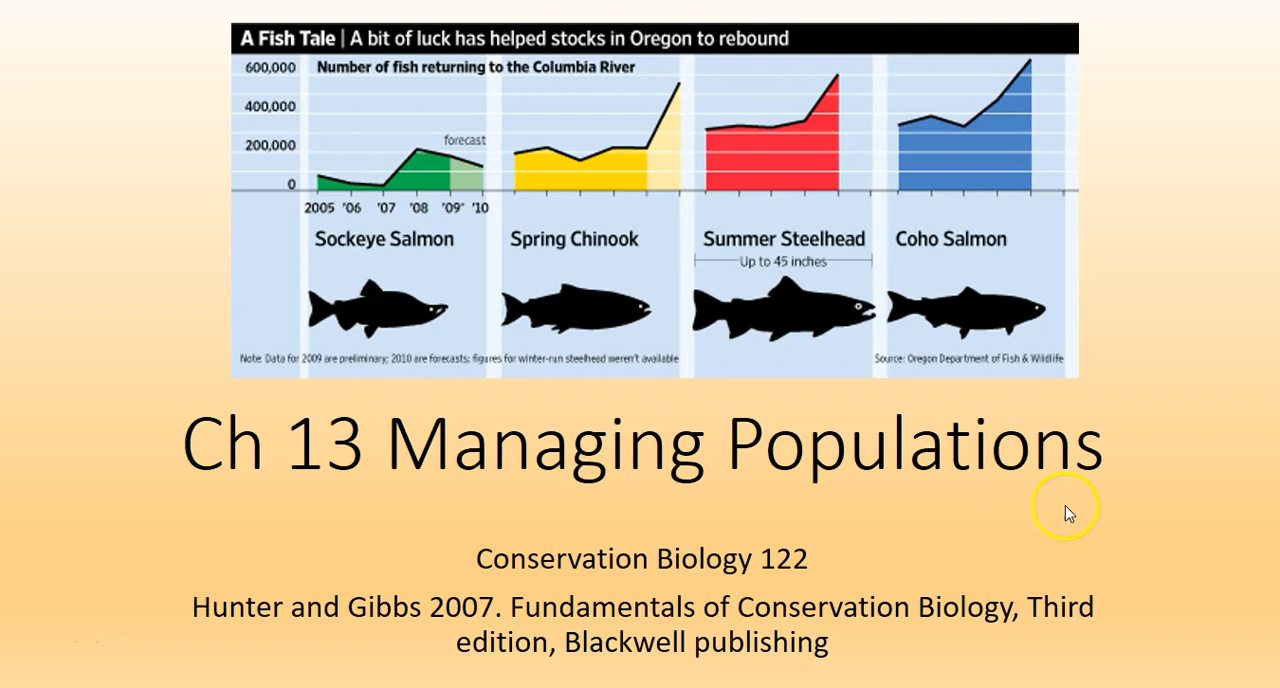 A Fish Tale | A bit of luck has helped stocks in Oregon to rebound
600,000
Number of fish returning to the Columbia River
400,000
forecast
200,000
0
2005 '06 '07 '08 '09* '10
Sockeye Salmon
Spring Chinook
Summer Steelhead
Coho Salmon
Up to 45 inches
Note: Data for 2009 are preliminary; 2010 are forecasts; figures for winter-run steelhead weren't available
Source: Oregon Department of Fish & Wildlife
Ch 13 Managing Populations
Conservation Biology 122
Hunter and Gibbs 2007. Fundamentals of Conservation Biology, Third
edition, Blackwell publishing